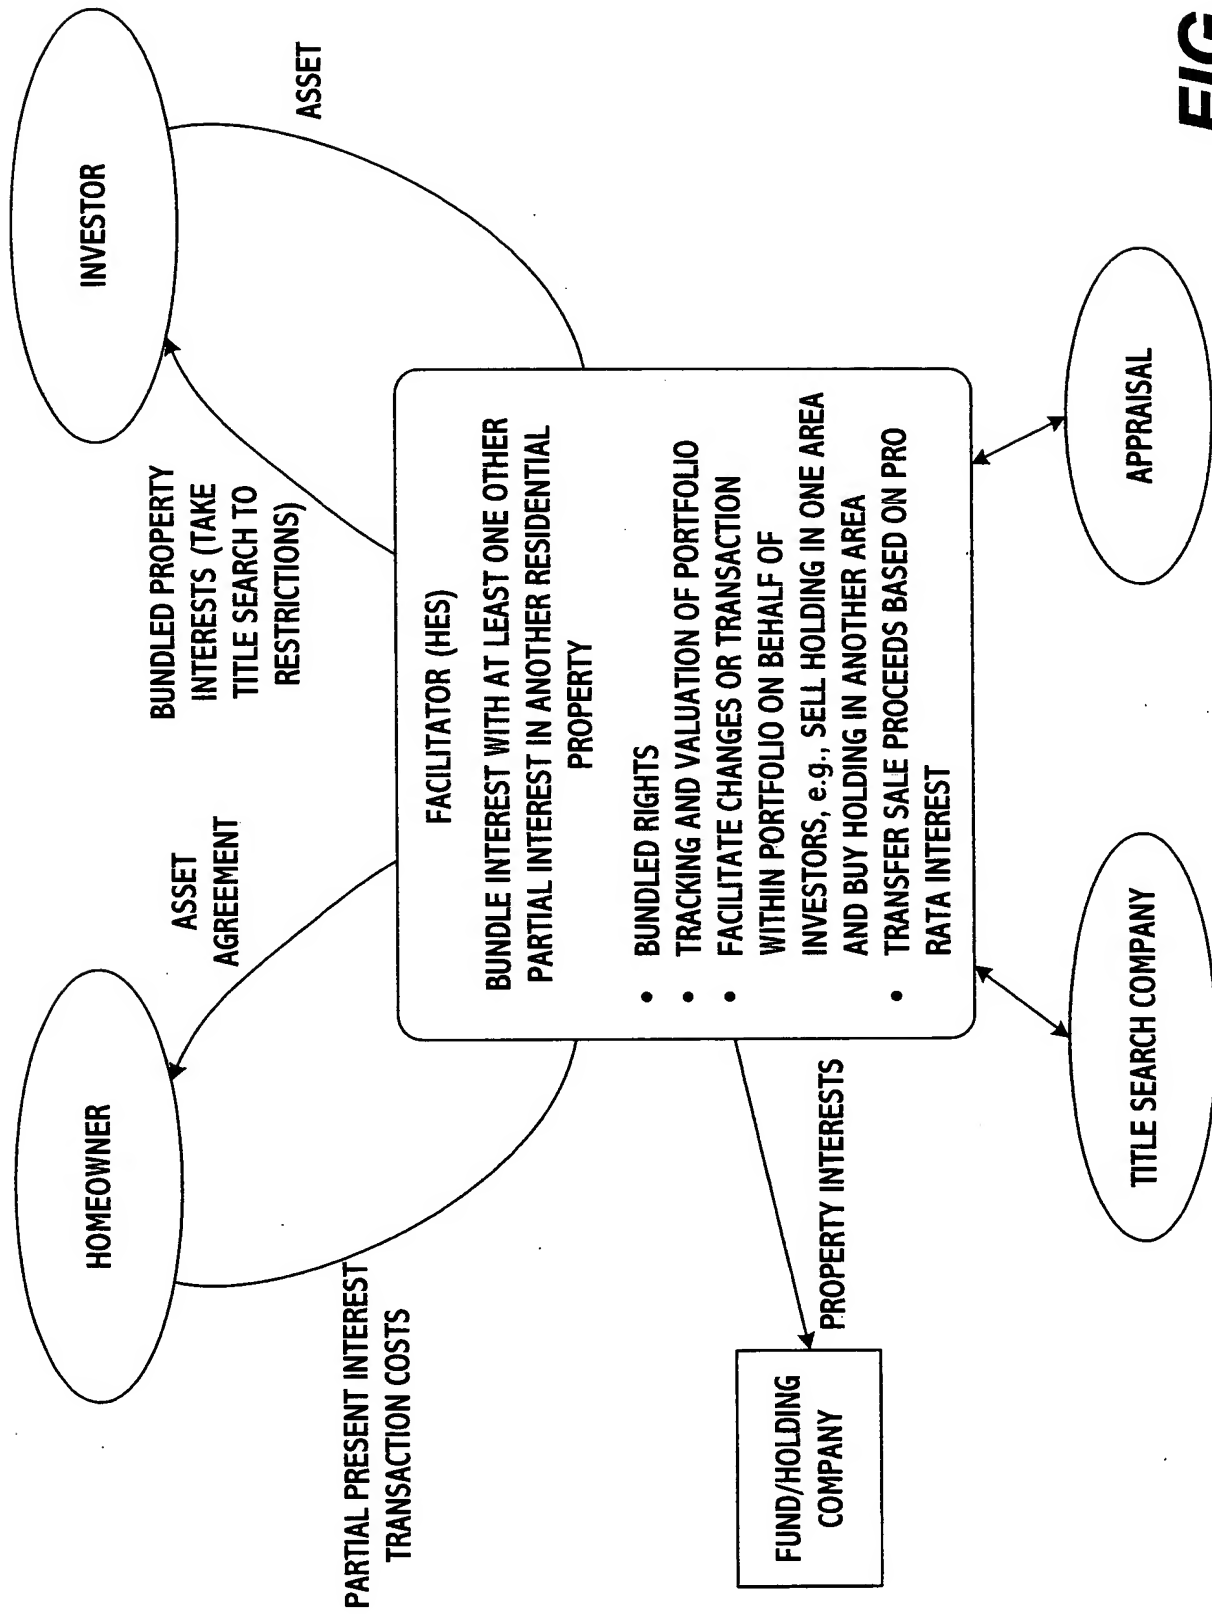 HOMEOWNER
INVESTOR
PARTIAL PRESENT INTEREST
TRANSACTION COSTS
ASSET
AGREEMENT
BUNDLED PROPERTY
INTERESTS (TAKE
TITLE SEARCH TO
RESTRICTIONS)
ASSET
FACILITATOR (HES)
BUNDLE INTEREST WITH AT LEAST ONE OTHER
PARTIAL INTEREST IN ANOTHER RESIDENTIAL
PROPERTY
• BUNDLED RIGHTS
• TRACKING AND VALUATION OF PORTFOLIO
• FACILITATE CHANGES OR TRANSACTION
WITHIN PORTFOLIO ON BEHALF OF
INVESTORS, e.g., SELL HOLDING IN ONE AREA
AND BUY HOLDING IN ANOTHER AREA
• TRANSFER SALE PROCEEDS BASED ON PRO
RATA INTEREST
PROPERTY INTERESTS
FUND/HOLDING
COMPANY
TITLE SEARCH COMPANY
APPRAISAL
FIG